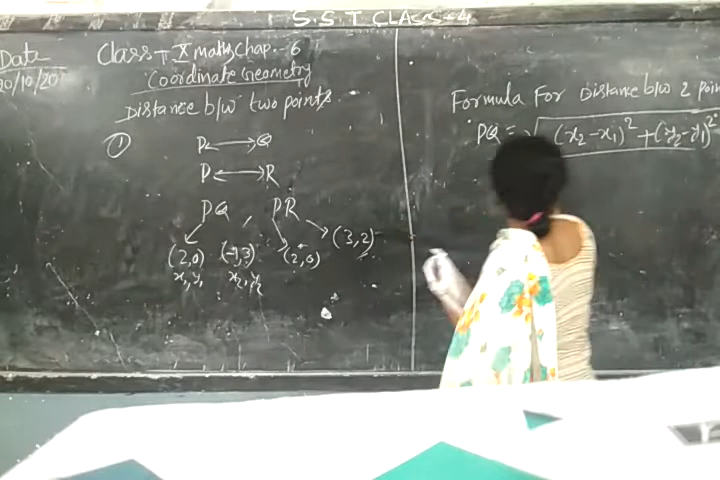 S.S.T CLASS-4
Date
20/10/20
Class - X maths chap. - 6
Coordinate Geometry
Distance b/w two points.
① P ⟷ Q
P ⟷ R
PQ , PR
(2,0) (-1,3) (2,0) (3,2)
x₁ y₁ x₂ y₂
Formula For Distance b/w 2 poin
PQ = √(x₂-x₁)² + (y₂-y₁)²